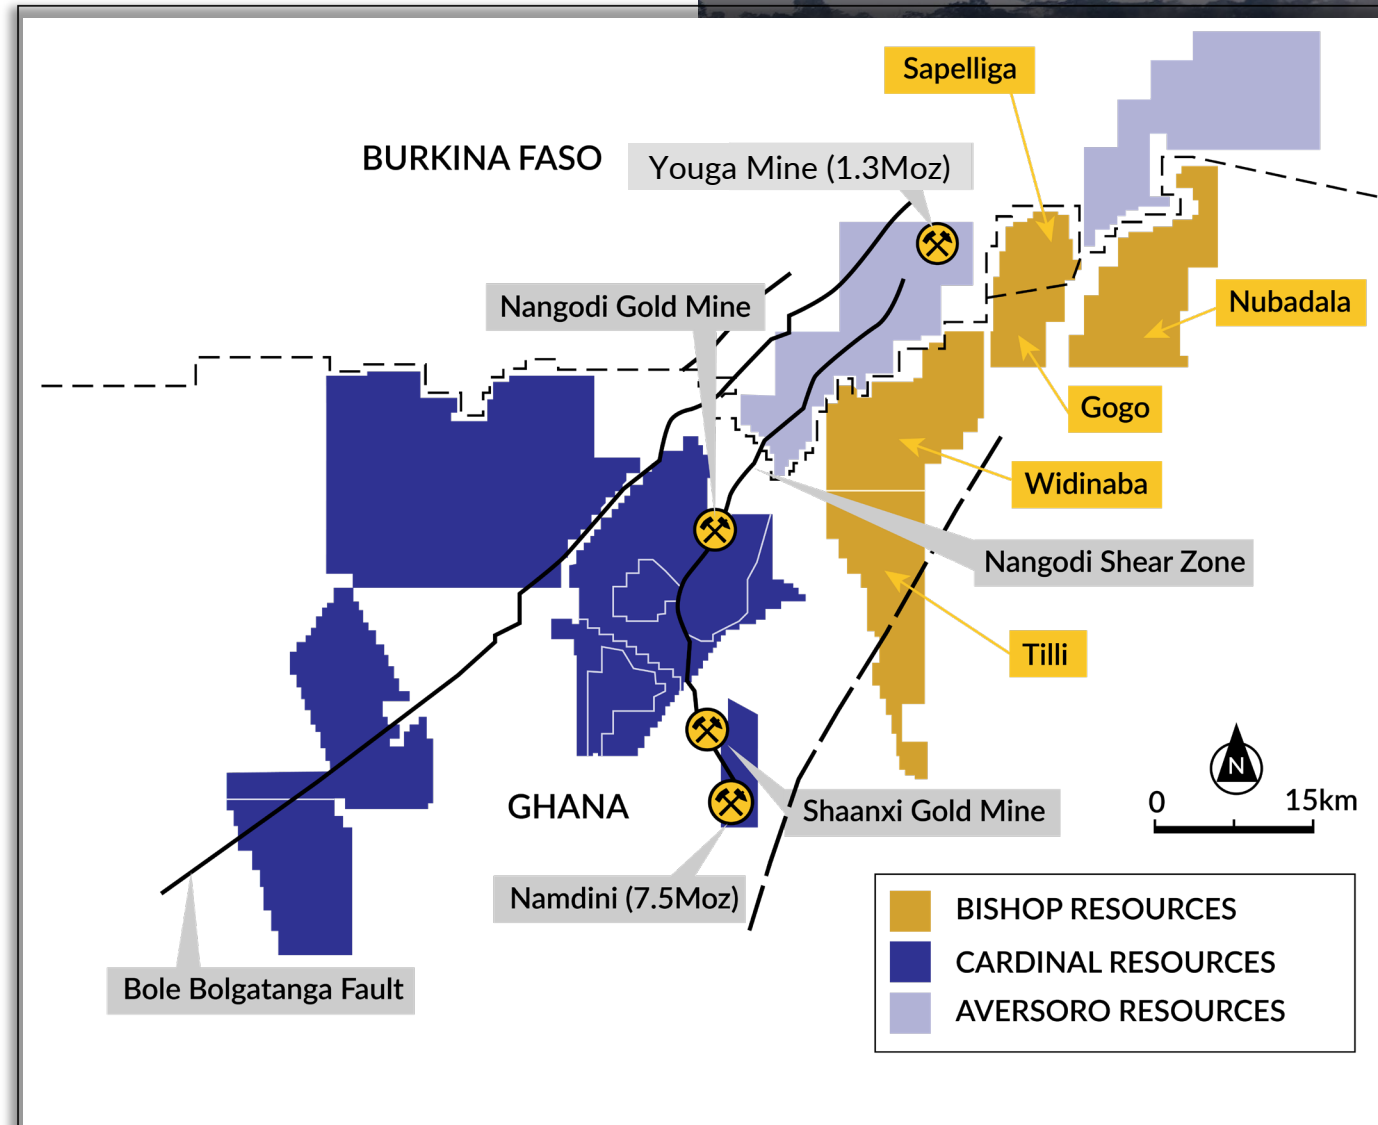 Sapelliga
BURKINA FASO
Youga Mine (1.3Moz)
Nangodi Gold Mine
Nubadala
Gogo
Widinaba
Nangodi Shear Zone
Tilli
N
0 15km
GHANA
Shaanxi Gold Mine
Namdini (7.5Moz)
BISHOP RESOURCES
CARDINAL RESOURCES
Bole Bolgatanga Fault
AVERSORO RESOURCES